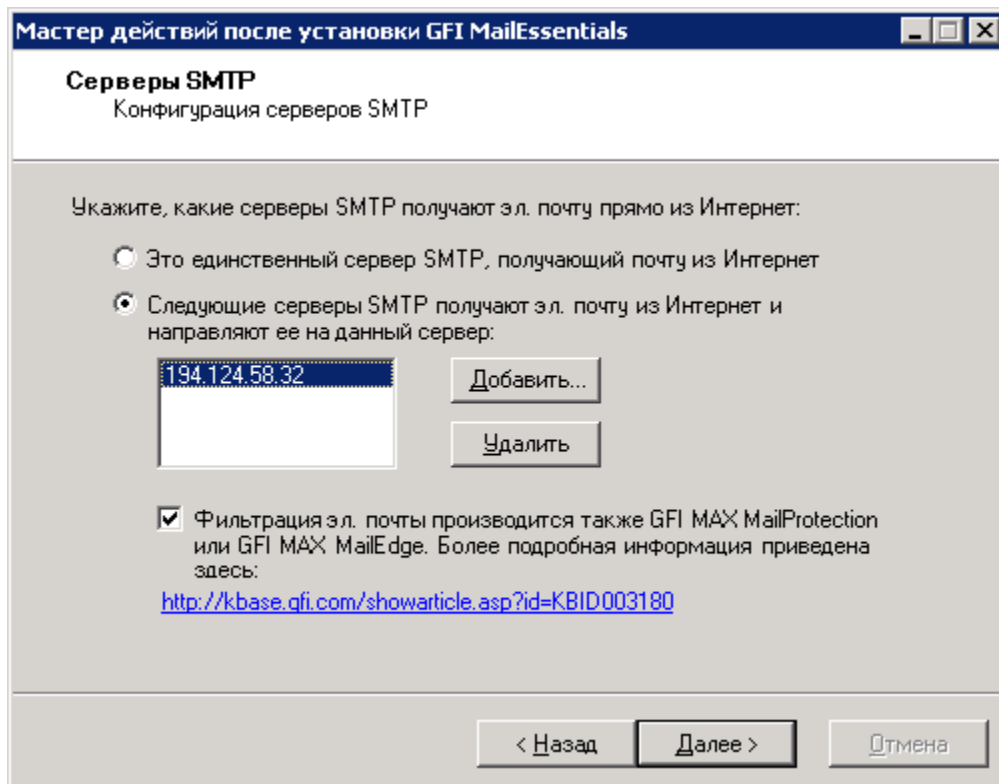 Мастер действий после установки GFI MailEssentials
Серверы SMTP
Конфигурация серверов SMTP
Укажите, какие серверы SMTP получают эл. почту прямо из Интернет:
Это единственный сервер SMTP, получающий почту из Интернет
Следующие серверы SMTP получают эл. почту из Интернет и
направляют ее на данный сервер:
194.124.58.32
Добавить...
Удалить
Фильтрация эл. почты производится также GFI MAX MailProtection
или GFI MAX MailEdge. Более подробная информация приведена
здесь:
http://kbase.gfi.com/showarticle.asp?id=KBID003180
< Назад
Далее >
Отмена